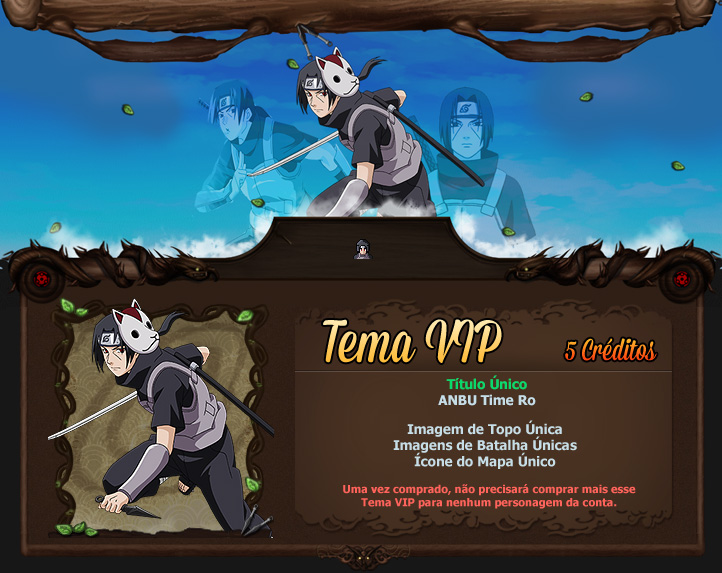 Tema VIP
5 Créditos
Título Único
ANBU Time Ro
Imagem de Topo Única
Imagens de Batalha Únicas
Ícone do Mapa Único
Uma vez comprado, não precisará comprar mais esse
Tema VIP para nenhum personagem da conta.